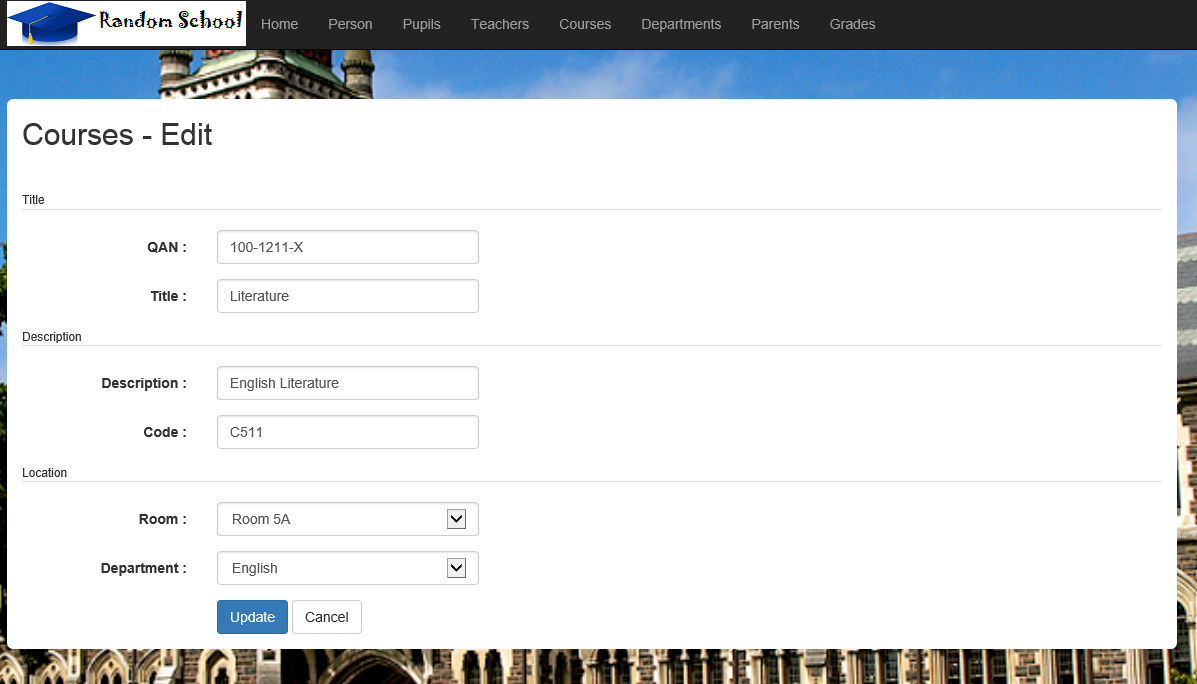 Random School Home Person Pupils Teachers Courses Departments Parents Grades
Courses - Edit
Title
QAN : 100-1211-X
Title : Literature
Description
Description : English Literature
Code : C511
Location
Room : Room 5A
Department : English
Update Cancel